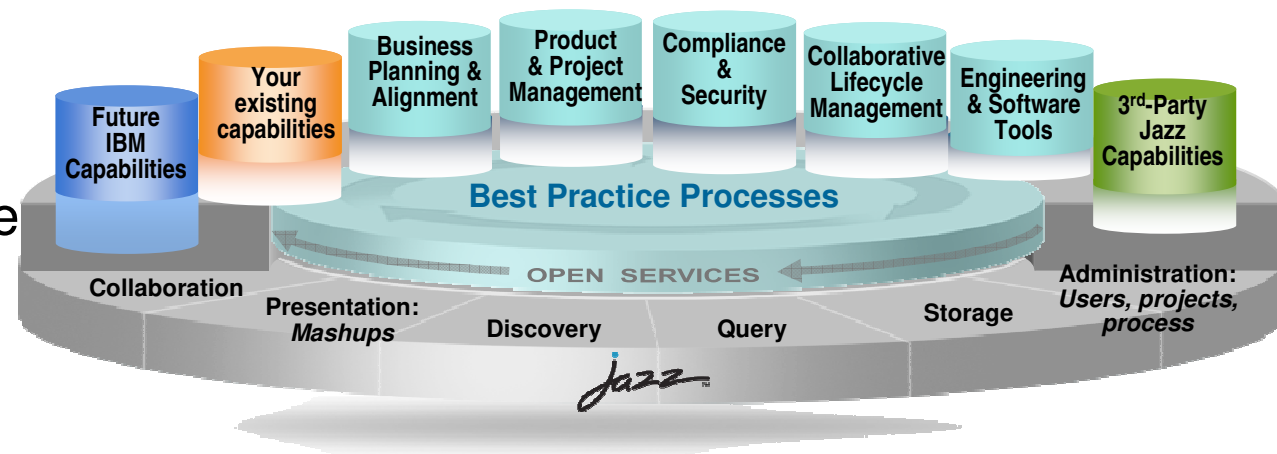 Future
IBM
Capabilities
Your
existing
capabilities
Business
Planning &
Alignment
Product
& Project
Management
Compliance
&
Security
Collaborative
Lifecycle
Management
Engineering
& Software
Tools
3rd-Party
Jazz
Capabilities
e
Best Practice Processes
OPEN SERVICES
Collaboration
Presentation:
Mashups
Discovery
Query
Storage
Administration:
Users, projects,
process
jazz™